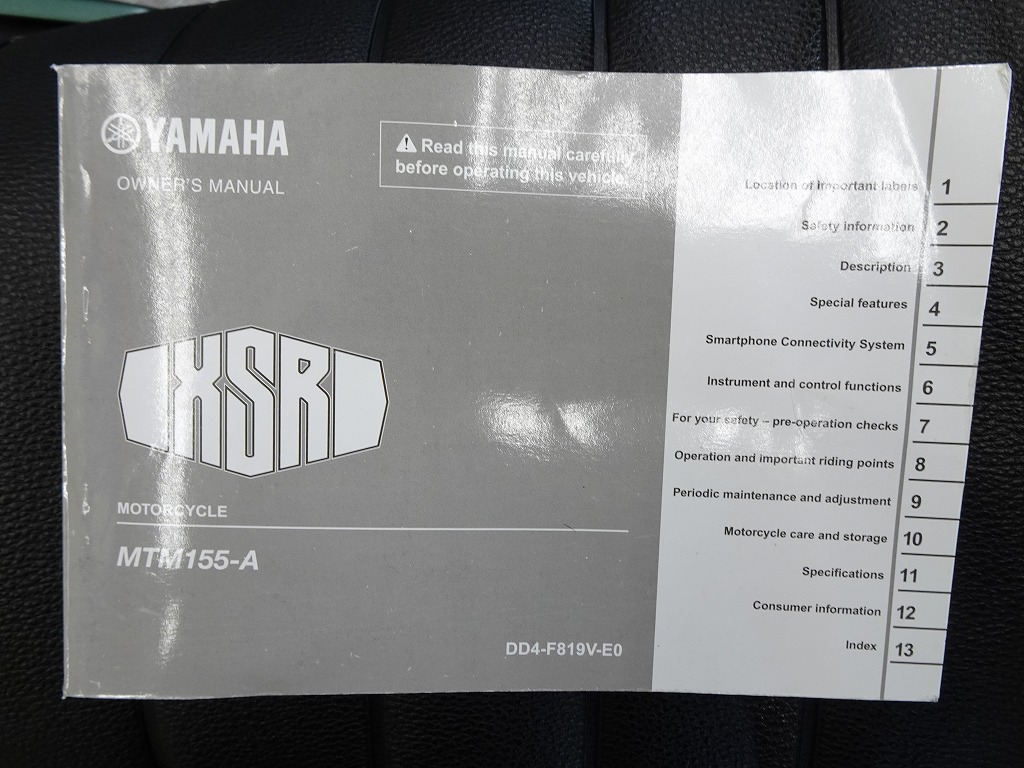 YAMAHA
OWNER'S MANUAL
Read this manual carefully
before operating this vehicle.
XSR
MOTORCYCLE
MTM155-A
DD4-F819V-E0
Location of important labels 1
Safety information 2
Description 3
Special features 4
Smartphone Connectivity System 5
Instrument and control functions 6
For your safety – pre-operation checks 7
Operation and important riding points 8
Periodic maintenance and adjustment 9
Motorcycle care and storage 10
Specifications 11
Consumer information 12
Index 13